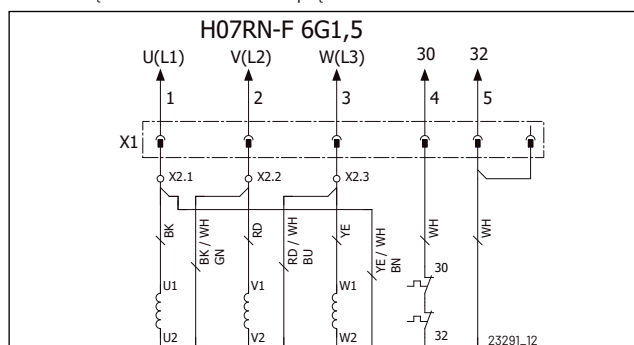 H07RN-F 6G1,5
U(L1) V(L2) W(L3) 30 32
1 2 3 4 5
X1
X2.1 X2.2 X2.3
BK BK / WH GN RD RD / WH BU YE YE / WH BN WH WH
30
U1 V1 W1
U2 V2 W2 32
23291_12